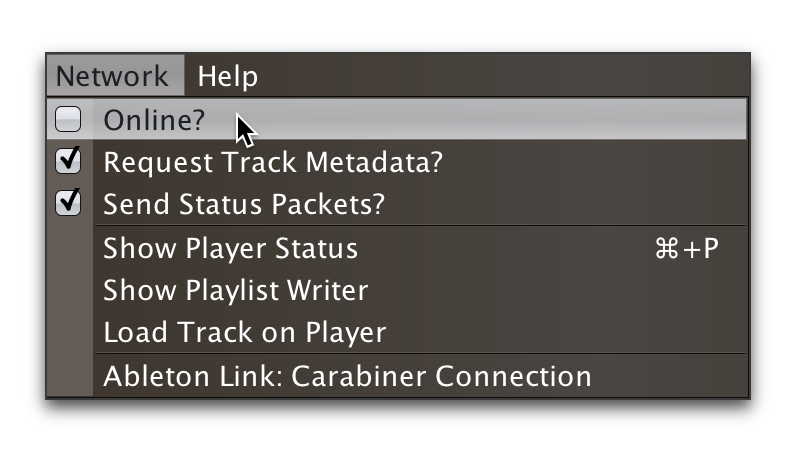 Network Help
Online?
Request Track Metadata?
Send Status Packets?
Show Player Status ⌘+P
Show Playlist Writer
Load Track on Player
Ableton Link: Carabiner Connection